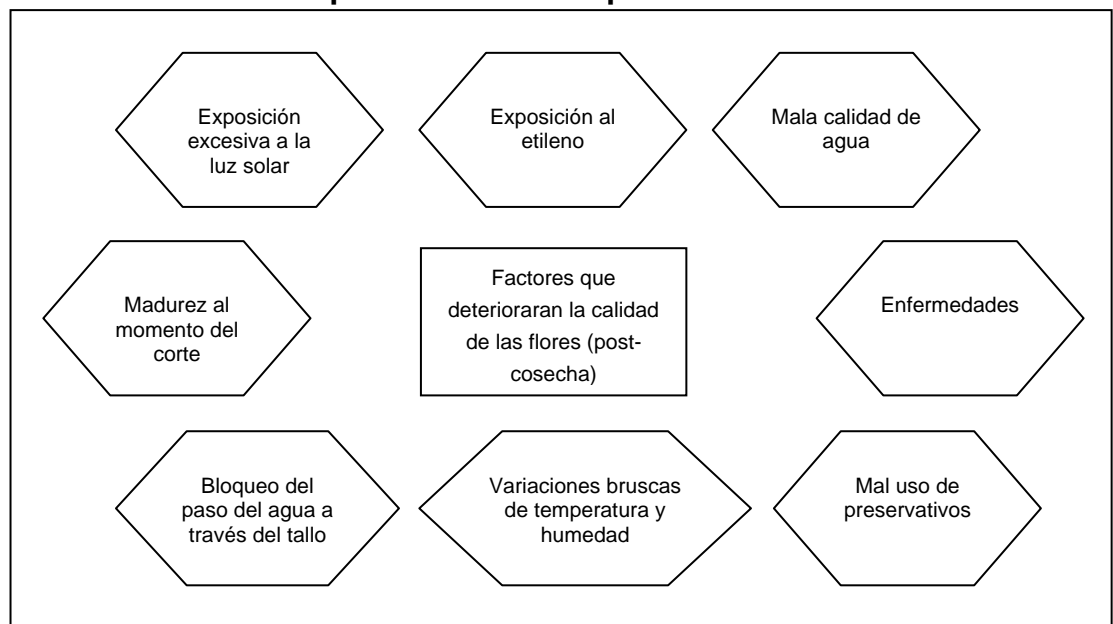 Exposición
excesiva a la
luz solar
Exposición al
etileno
Mala calidad de
agua
Madurez al
momento del
corte
Factores que
deterioraran la calidad
de las flores (post-
cosecha)
Enfermedades
Bloqueo del
paso del agua a
través del tallo
Variaciones bruscas
de temperatura y
humedad
Mal uso de
preservativos